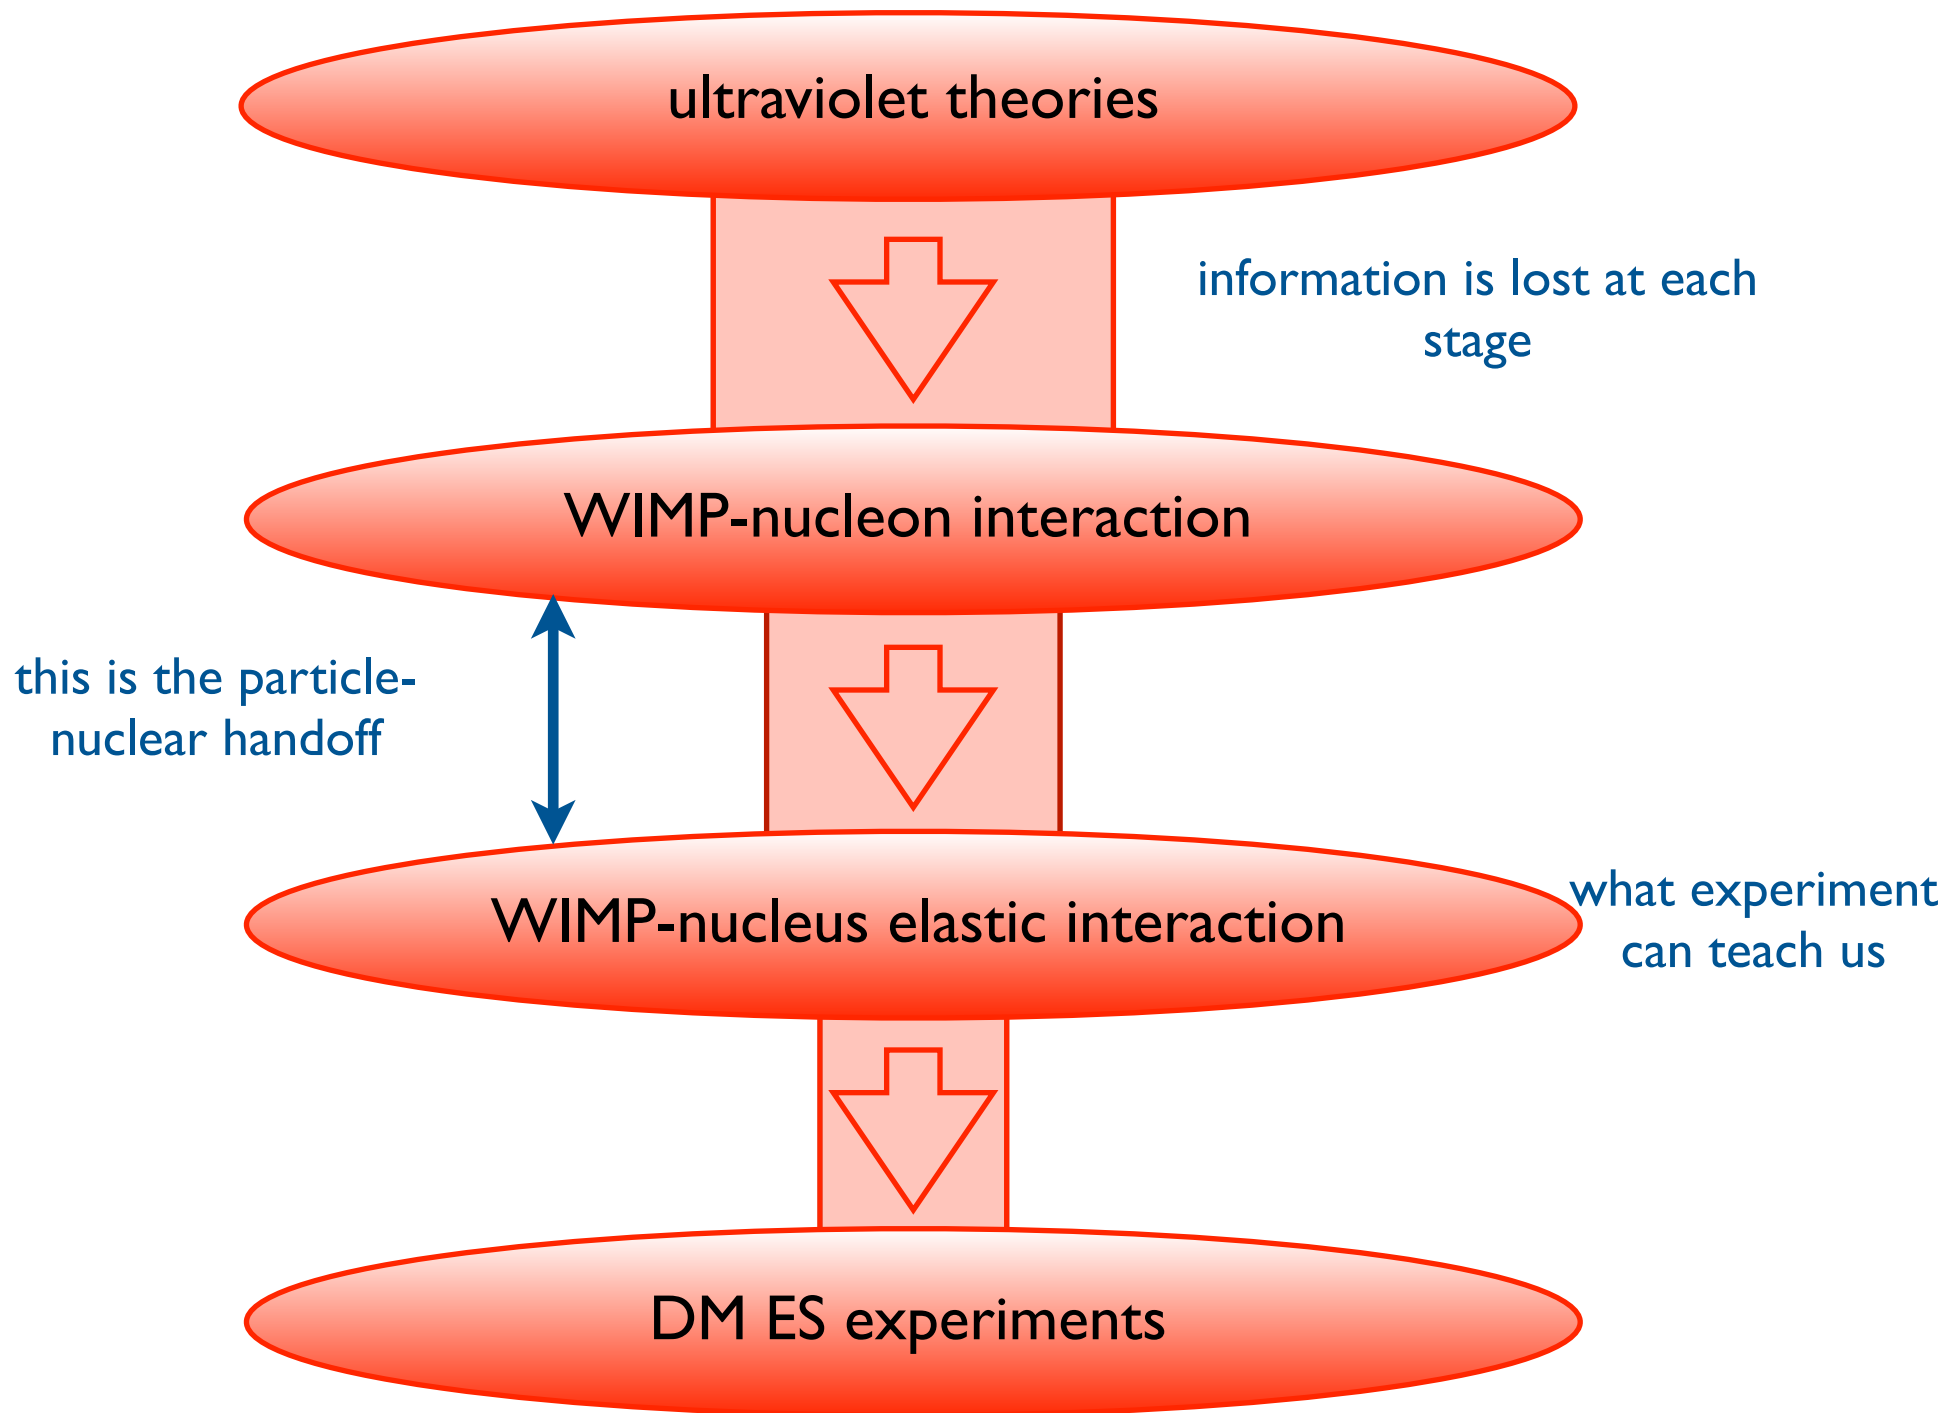 ultraviolet theories
information is lost at each
stage
WIMP-nucleon interaction
this is the particle-
nuclear handoff
WIMP-nucleus elastic interaction
what experiment
can teach us
DM ES experiments